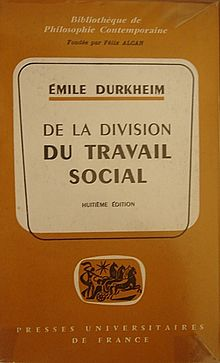 Bibliothèque de
Philosophie Contemporaine
Fondée par Félix ALCAN
ÉMILE DURKHEIM
DE LA DIVISION
DU TRAVAIL
SOCIAL
HUITIÈME ÉDITION
PRESSES UNIVERSITAIRES
DE FRANCE